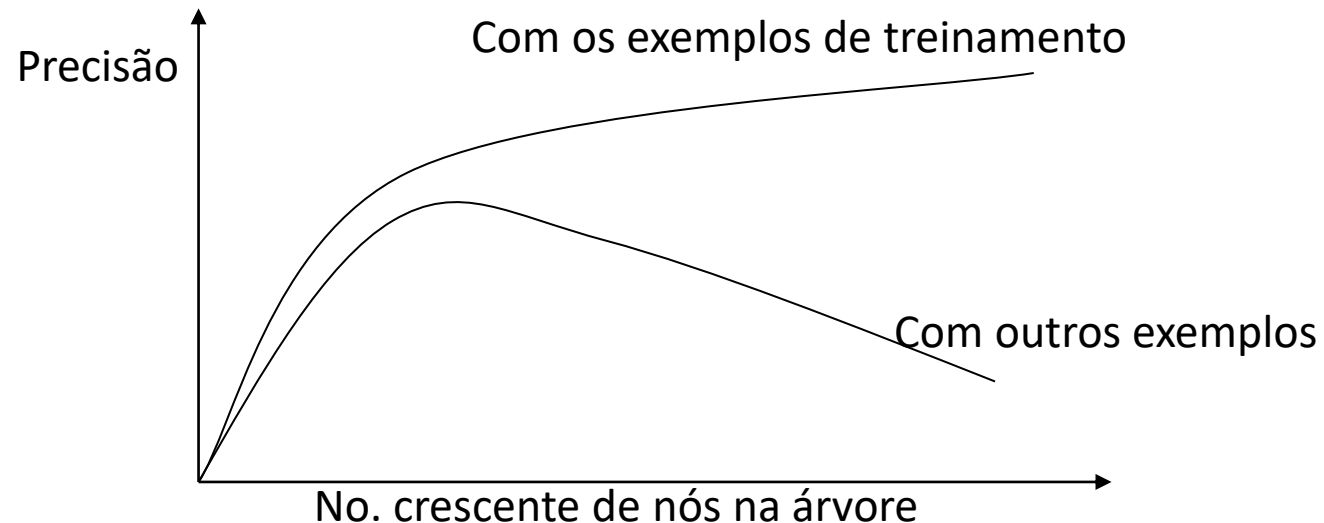 Com os exemplos de treinamento
Precisão
Com outros exemplos
No. crescente de nós na árvore